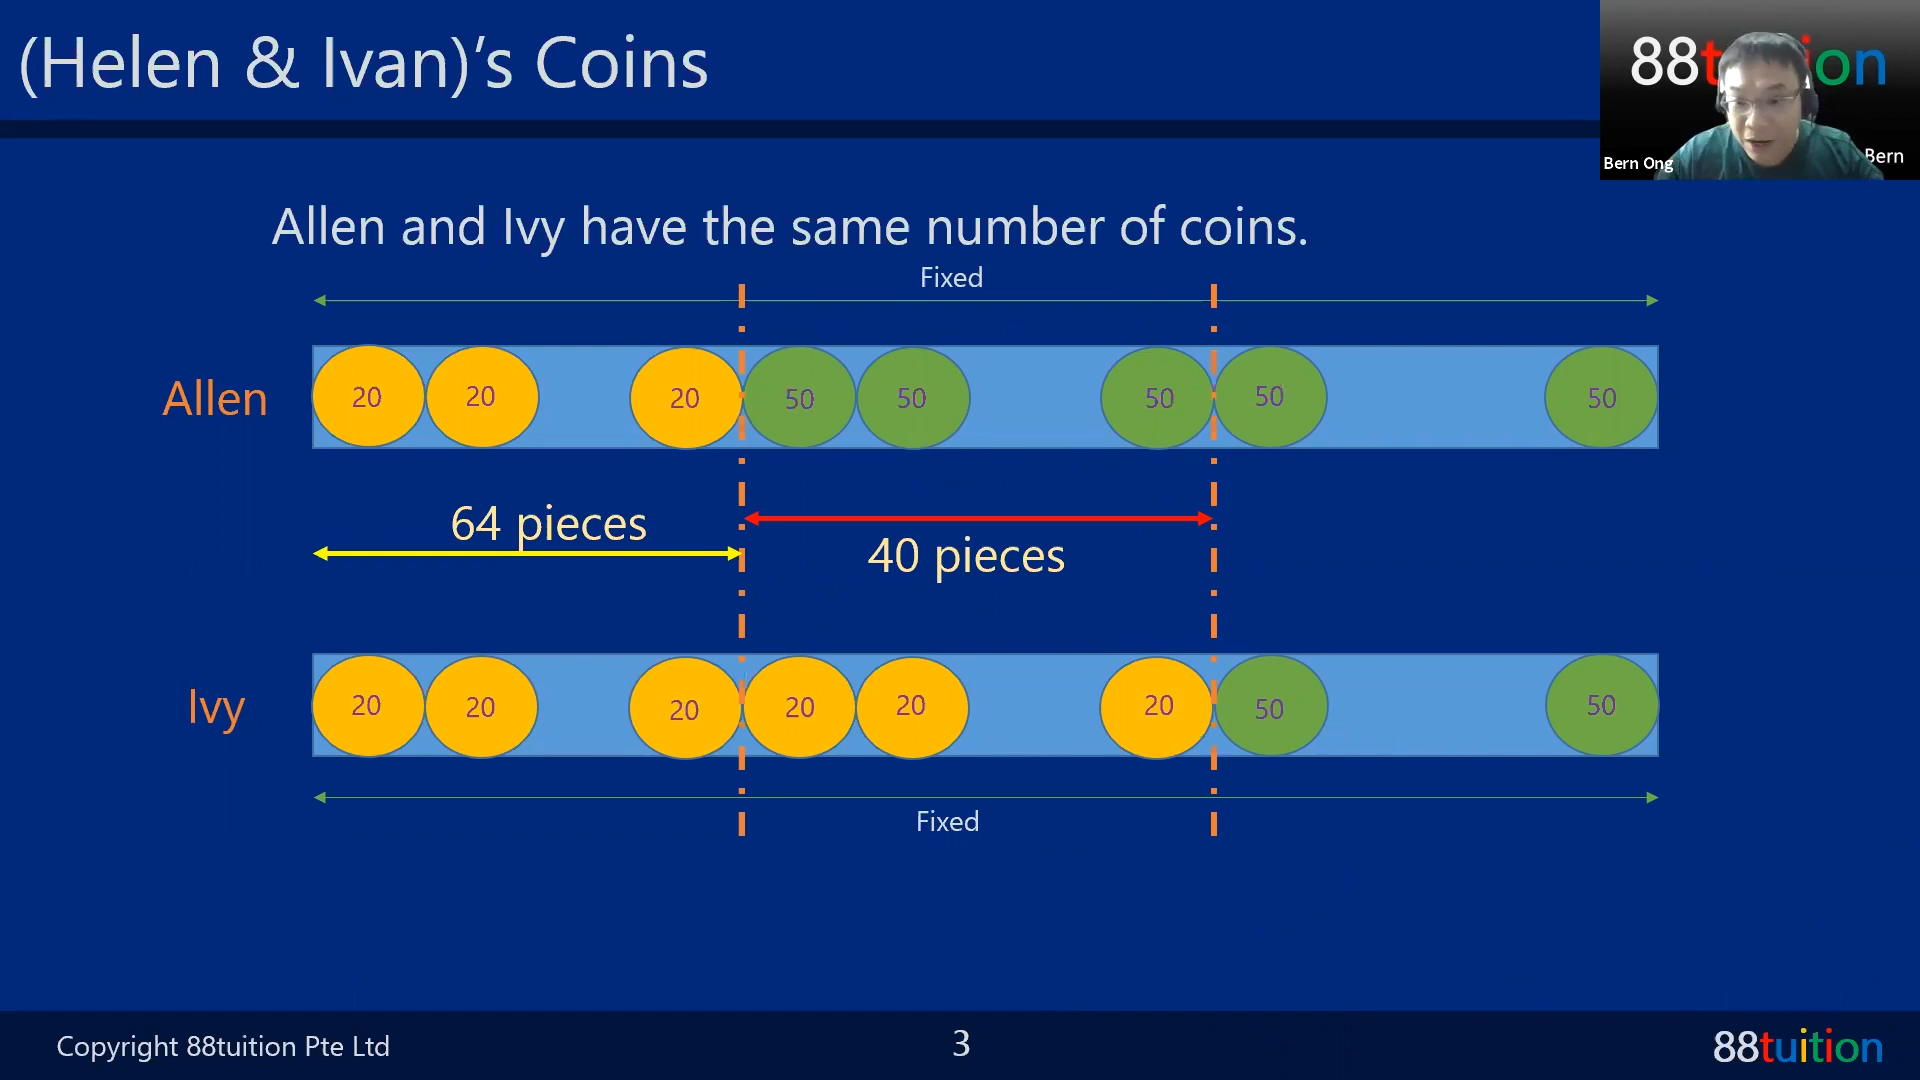 (Helen & Ivan)’s Coins
88t on
Bern Ong
Bern
Allen and Ivy have the same number of coins.
Fixed
Allen
20 20 20 50 50 50 50 50
64 pieces
40 pieces
Ivy
20 20 20 20 20 20 50 50
Fixed
Copyright 88tuition Pte Ltd
3
88tuition